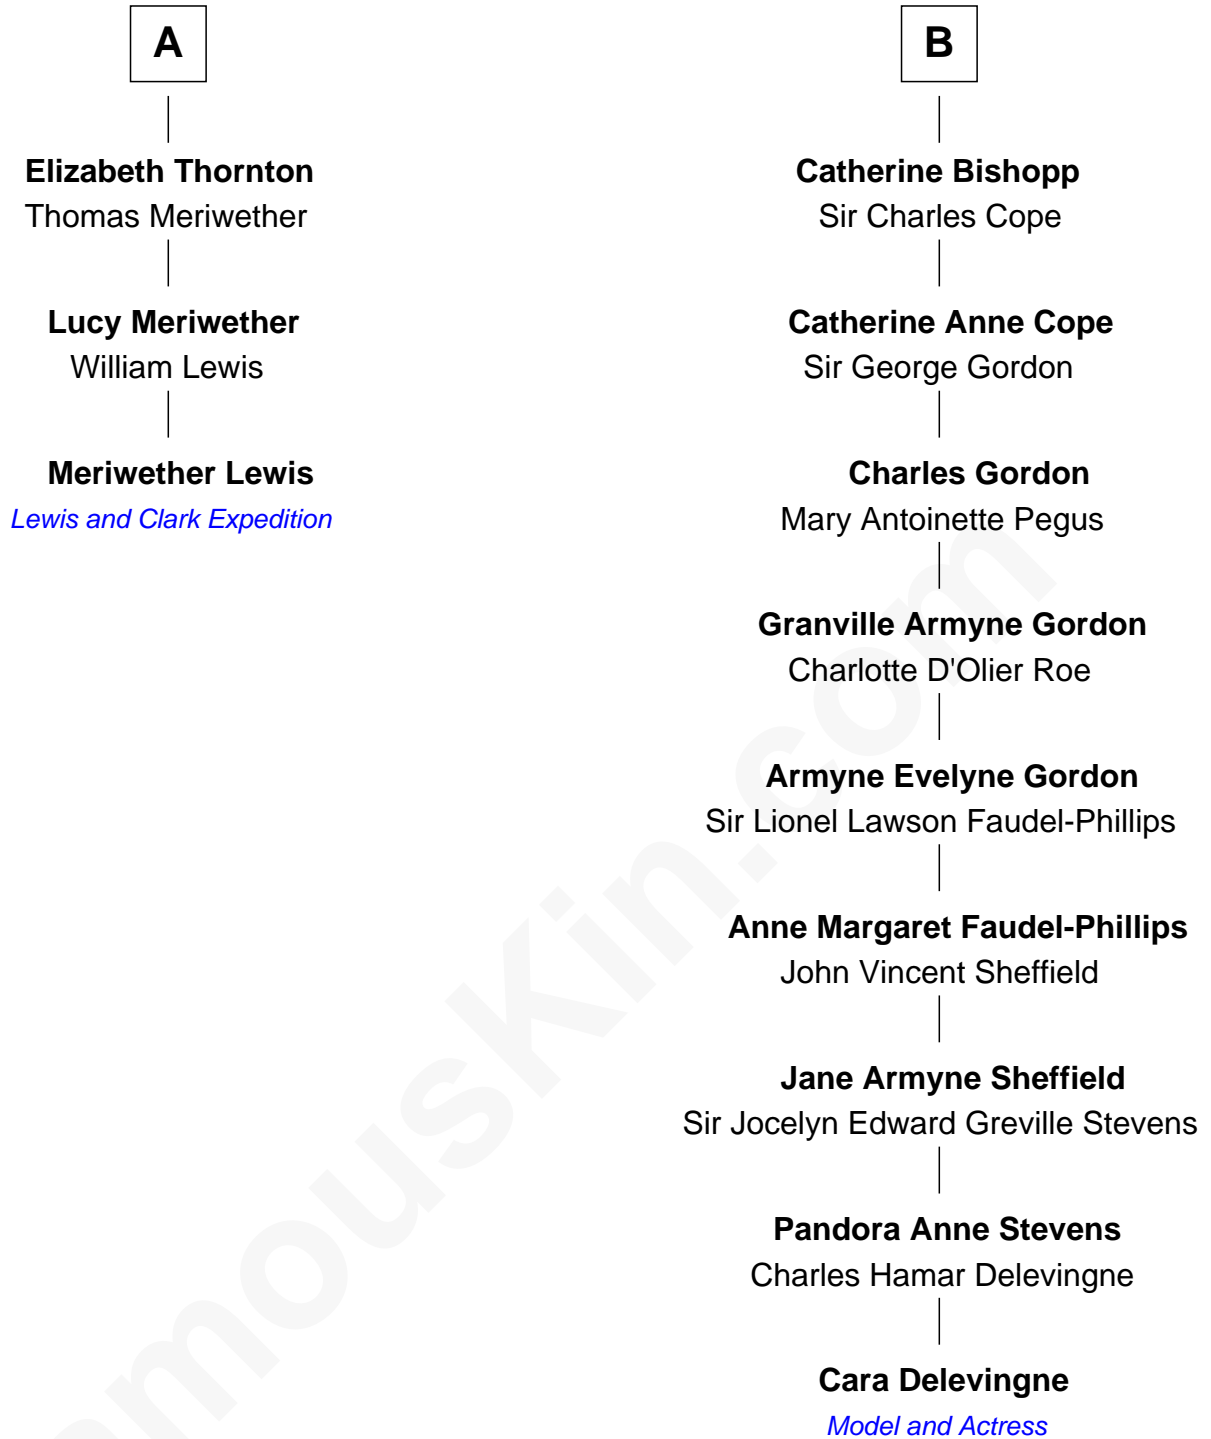 A
Elizabeth Thornton
Thomas Meriwether
Lucy Meriwether
William Lewis
Meriwether Lewis
Lewis and Clark Expedition
B
Catherine Bishopp
Sir Charles Cope
Catherine Anne Cope
Sir George Gordon
Charles Gordon
Mary Antoinette Pegus
Granville Armyne Gordon
Charlotte D'Olier Roe
Armyne Evelyne Gordon
Sir Lionel Lawson Faudel-Phillips
Anne Margaret Faudel-Phillips
John Vincent Sheffield
Jane Armyne Sheffield
Sir Jocelyn Edward Greville Stevens
Pandora Anne Stevens
Charles Hamar Delevingne
Cara Delevingne
Model and Actress
amousKin.com